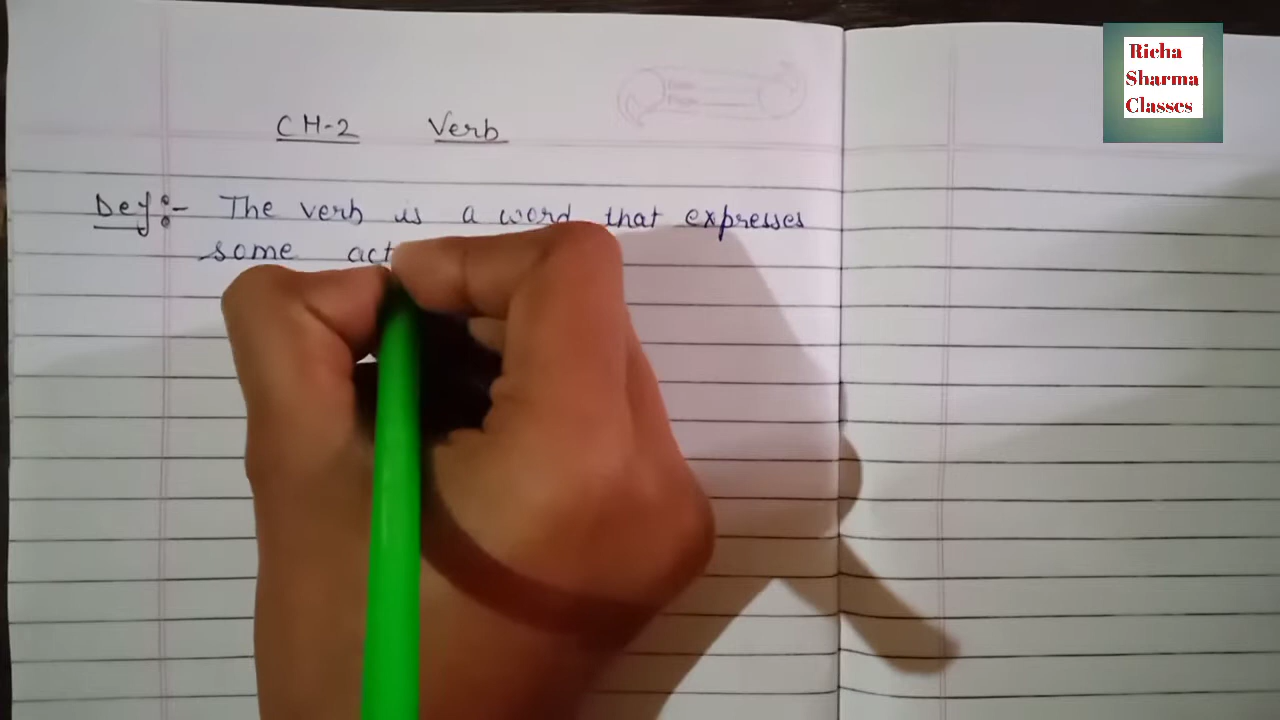 Richa
Sharma
Classes
CH-2 Verb
Def:- The verb is a word that expresses
some act